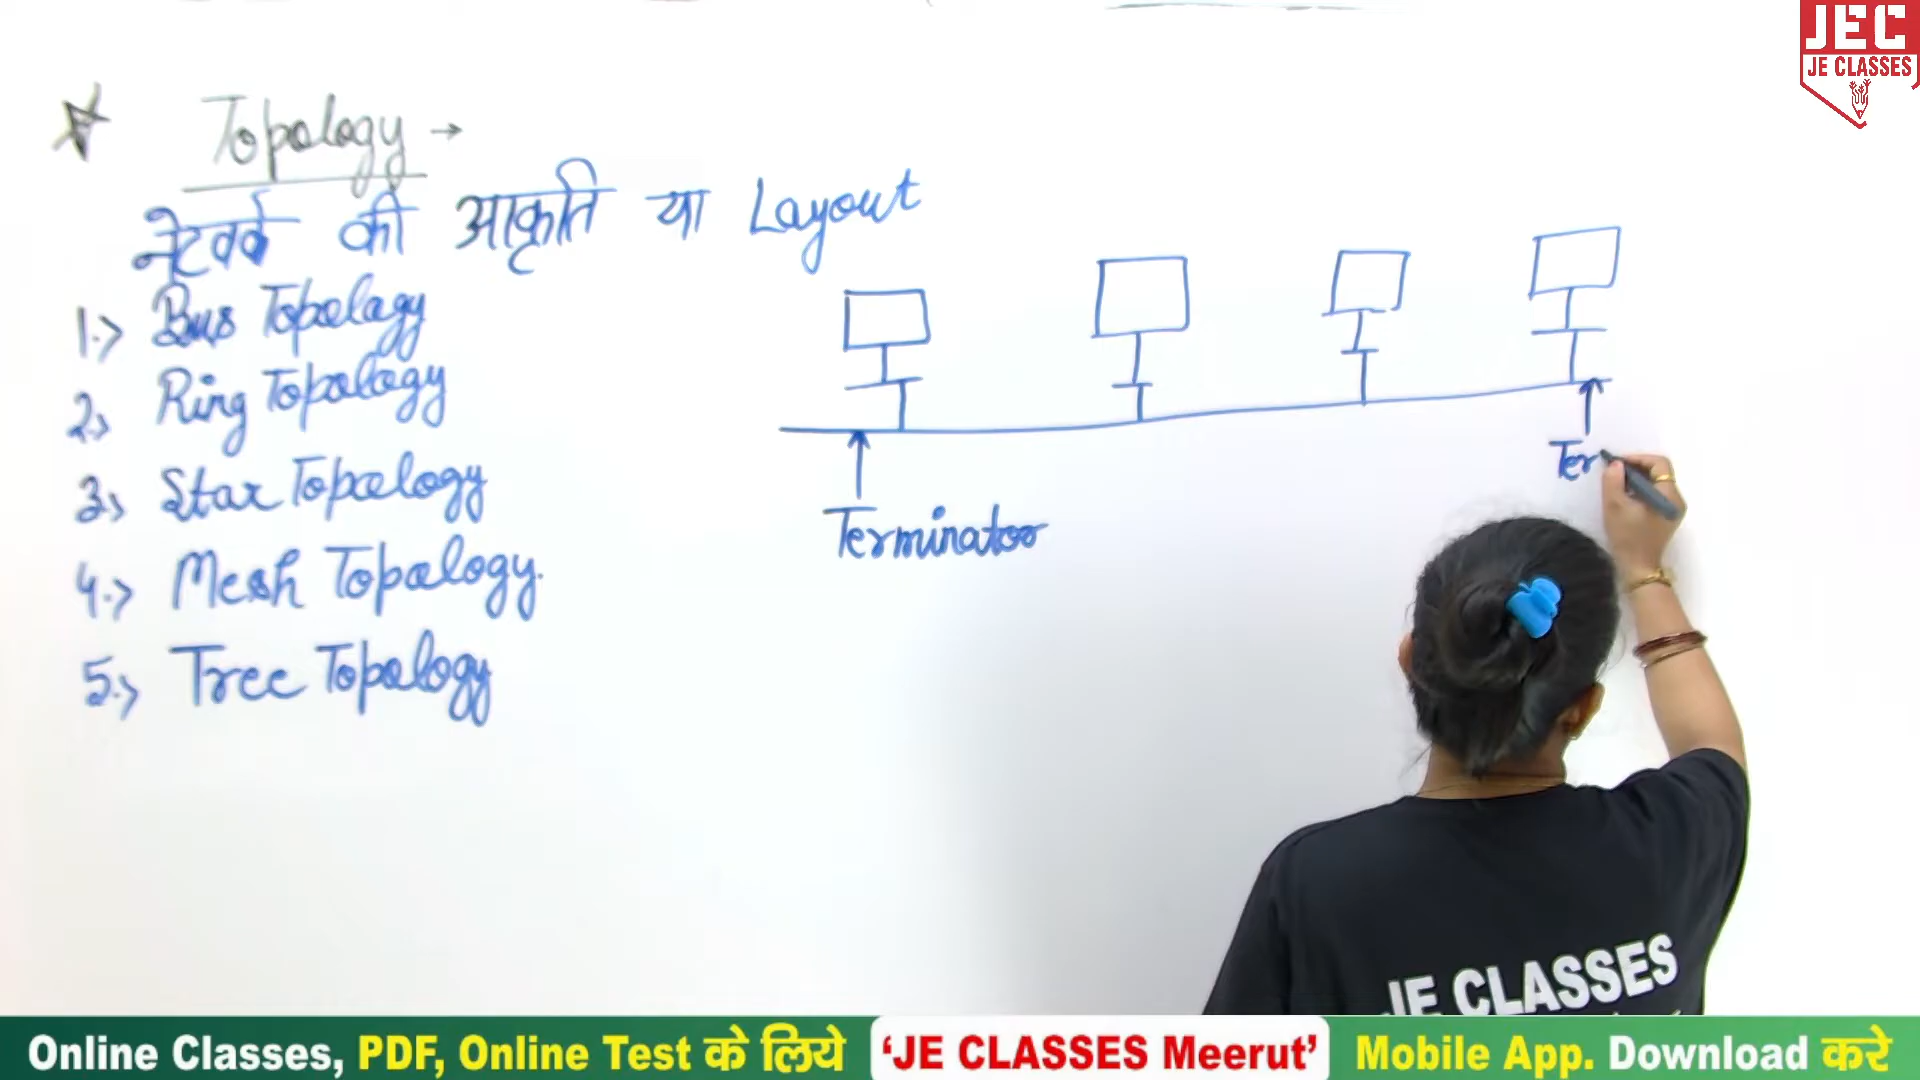 JEC
JE CLASSES
Topology →
नेटवर्क की आकृति या Layout
1.> Bus Topology
2.> Ring Topology
3.> Star Topology
4.> Mesh Topology.
5.> Tree Topology
Terminator
Ter
JE CLASSES
Online Classes, PDF, Online Test के लिये 'JE CLASSES Meerut' Mobile App. Download करे